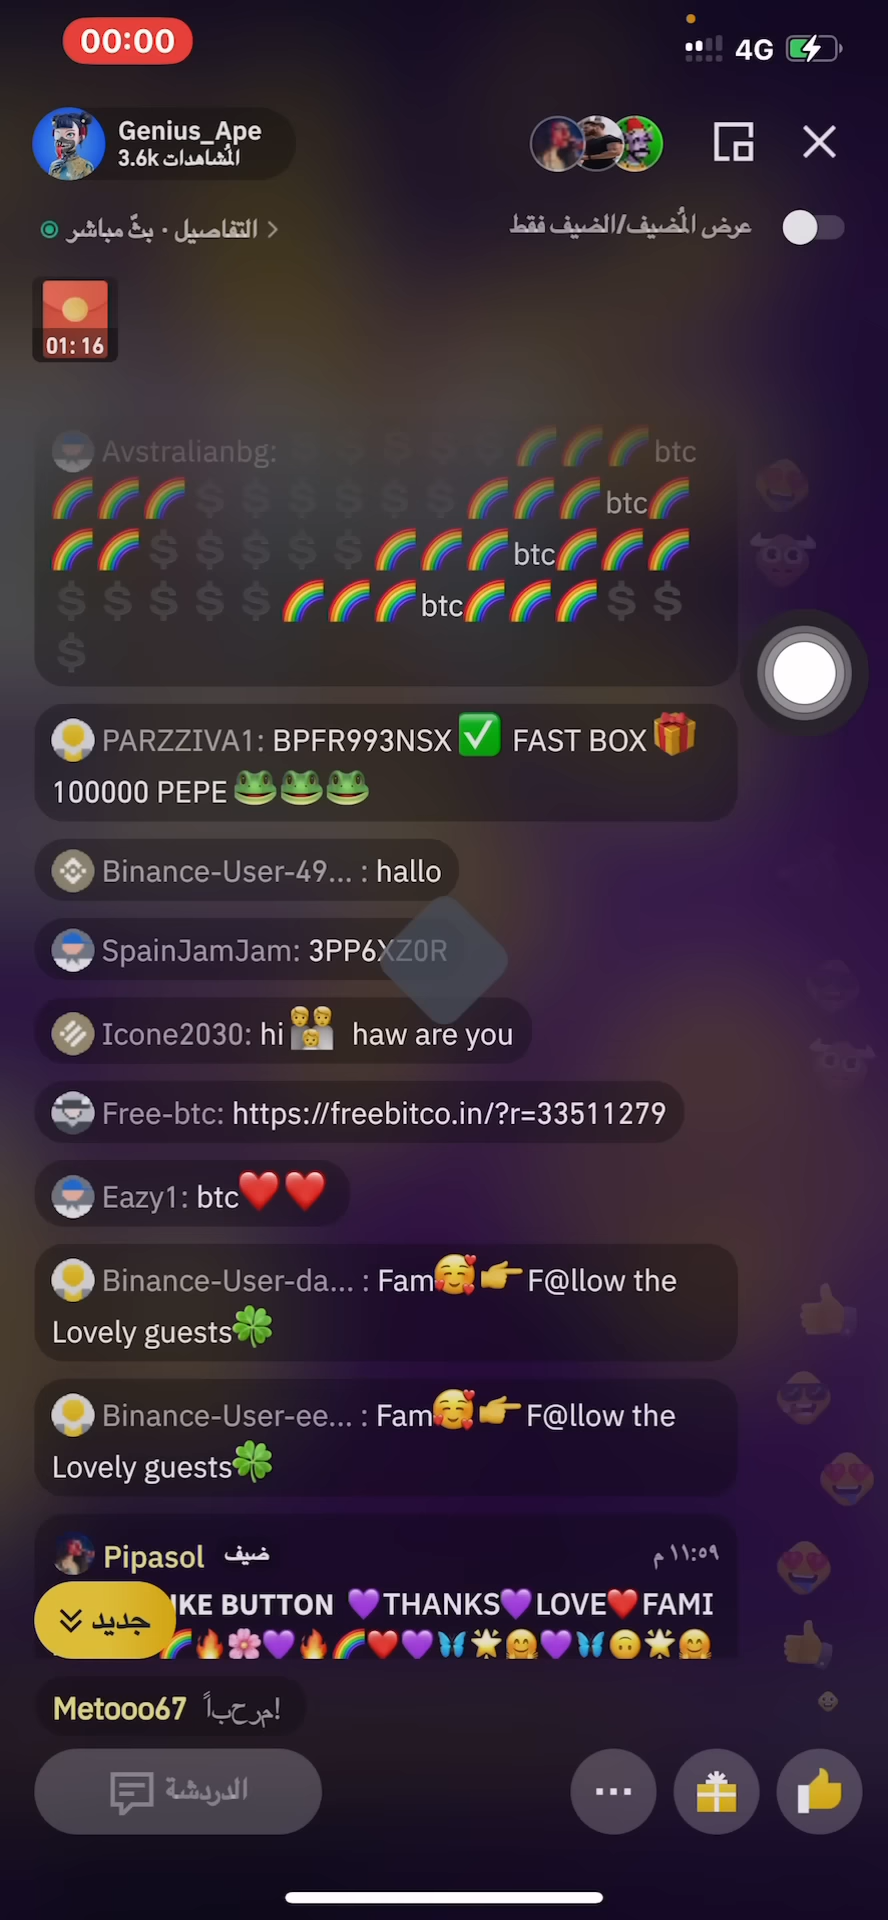 00:00
4G
Genius_Ape
3.6k المُشاهدات
التفاصيل · بثّ مباشر
عرض المُضيف/الضيف فقط
01:16
Avstralianbg: $ $ $ $ $ 🌈🌈🌈 btc
🌈🌈🌈 $ $ $ $ $ $ 🌈🌈🌈 btc🌈
🌈🌈 $ $ $ $ $ 🌈🌈🌈 btc🌈🌈🌈
$ $ $ $ $ 🌈🌈🌈 btc🌈🌈🌈 $ $
$
PARZZIVA1: BPFR993NSX✅ FAST BOX🎁
100000 PEPE🐸🐸🐸
Binance-User-49... : hallo
SpainJamJam: 3PP6XZ0R
Icone2030: hi👨‍👩‍👦 haw are you
Free-btc: https://freebitco.in/?r=33511279
Eazy1: btc❤️❤️
Binance-User-da... : Fam🥰👉F@llow the
Lovely guests🍀
Binance-User-ee... : Fam🥰👉F@llow the
Lovely guests🍀
Pipasol ضيف ١١:٥٩ م
IKE BUTTON 💜THANKS💜LOVE❤️FAMI
🌈🔥🌸💜🔥🌈❤️💜🦋🌟🤗💜🦋🙃🌟🤗
جديد
Metooo67 مرحباً!
الدردشة